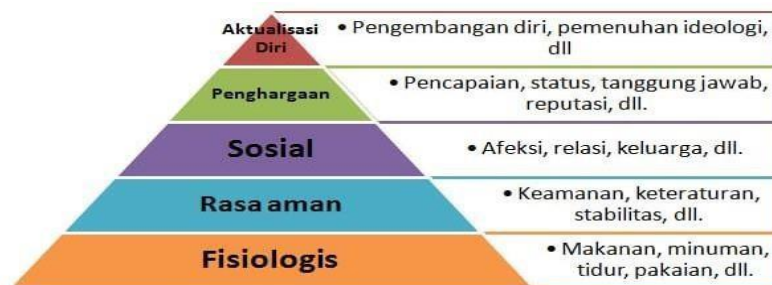 Aktualisasi
Diri
• Pengembangan diri, pemenuhan ideologi,
dll
Penghargaan
• Pencapaian, status, tanggung jawab,
reputasi, dll.
Sosial
• Afeksi, relasi, keluarga, dll.
Rasa aman
• Keamanan, keteraturan,
stabilitas, dll.
Fisiologis
• Makanan, minuman,
tidur, pakaian, dll.